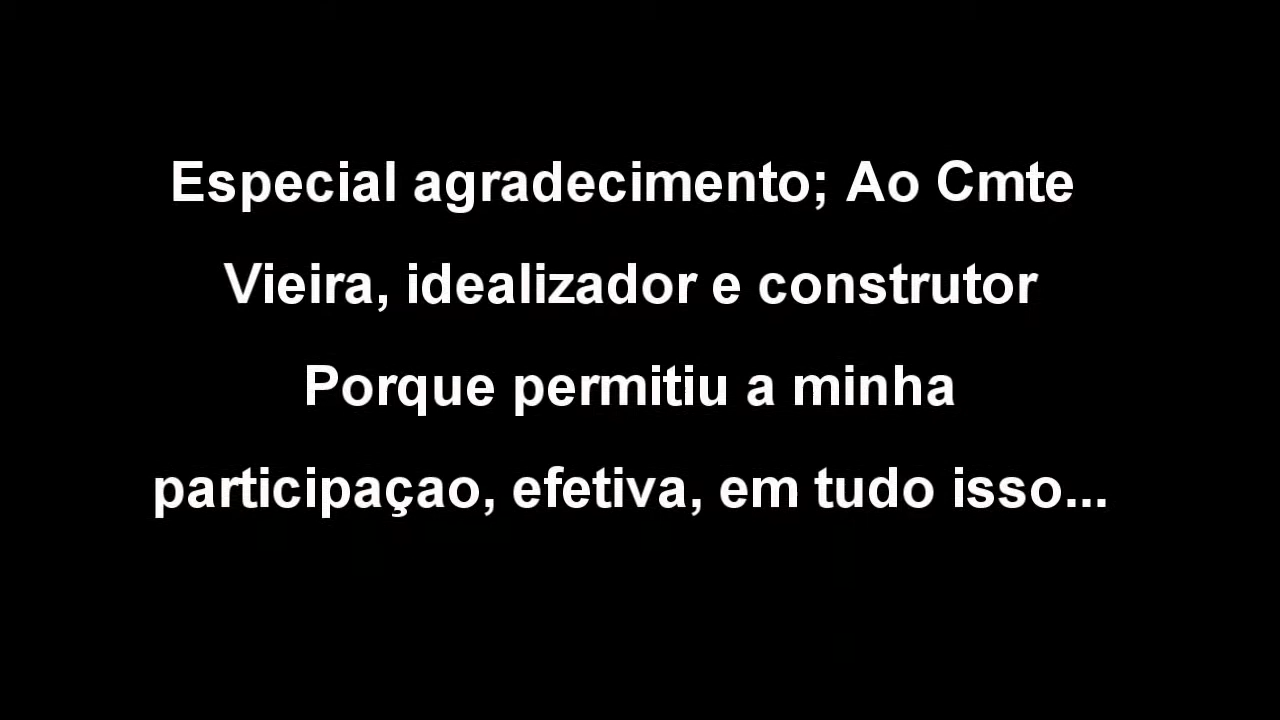 Especial agradecimento; Ao Cmte
Vieira, idealizador e construtor
Porque permitiu a minha
participaçao, efetiva, em tudo isso...